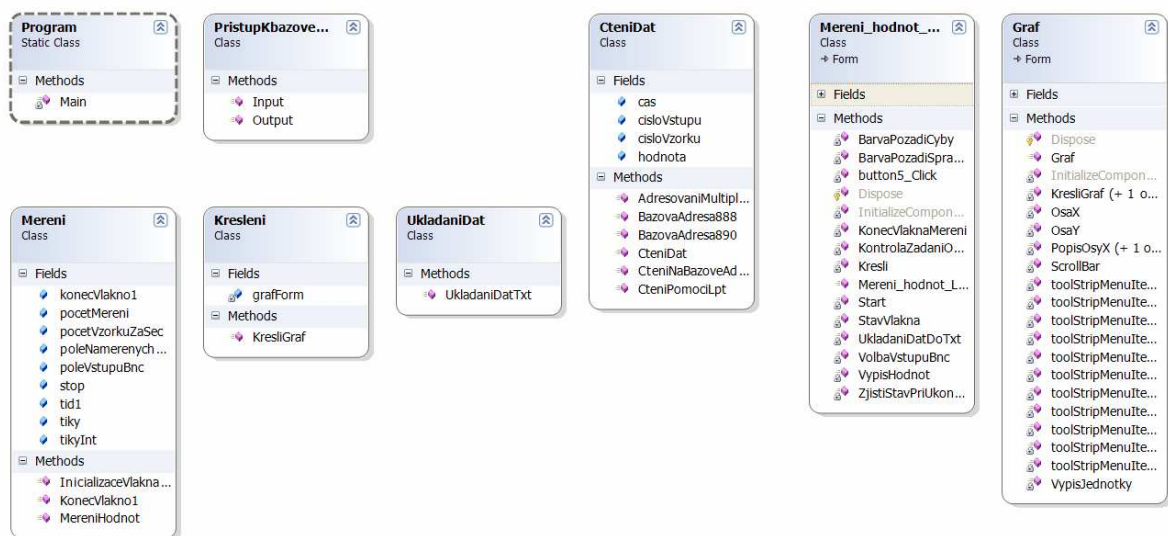 Program
Static Class
Methods
Main
PristupKbazove...
Class
Methods
Input
Output
CteniDat
Class
Fields
cas
cisloVstupu
cisloVzorku
hodnota
Methods
AdresovaniMultipl...
BazovaAdresa888
BazovaAdresa890
CteniDat
CteniNaBazoveAd...
CteniPomociLpt
Mereni_hodnot_...
Class
Form
Fields
Methods
BarvaPozadiCyby
BarvaPozadiSpra...
button5_Click
Dispose
InitializeCompon...
KonecVlaknaMereni
KontrolaZadaniO...
Kresli
Mereni_hodnot_L...
Start
StavVlakna
UkladaniDatDoTxt
VolbaVstupuBnc
VypisHodnot
ZjistiStavPriUkon...
Graf
Class
Form
Fields
Methods
Dispose
Graf
InitializeCompon...
KresliGraf (+ 1 o...
OsaX
OsaY
PopisOsyX (+ 1 o...
ScrollBar
toolStripMenuIte...
toolStripMenuIte...
toolStripMenuIte...
toolStripMenuIte...
toolStripMenuIte...
toolStripMenuIte...
toolStripMenuIte...
toolStripMenuIte...
toolStripMenuIte...
toolStripMenuIte...
toolStripMenuIte...
VypisJednotky
Mereni
Class
Fields
konecVlakno1
pocetMereni
pocetVzorkuZaSec
poleNamerenych...
poleVstupuBnc
stop
tid1
tiky
tikyInt
Methods
InicializaceVlakna...
KonecVlakno1
MereniHodnot
Kresleni
Class
Fields
grafForm
Methods
KresliGraf
UkladaniDat
Class
Methods
UkladaniDatTxt